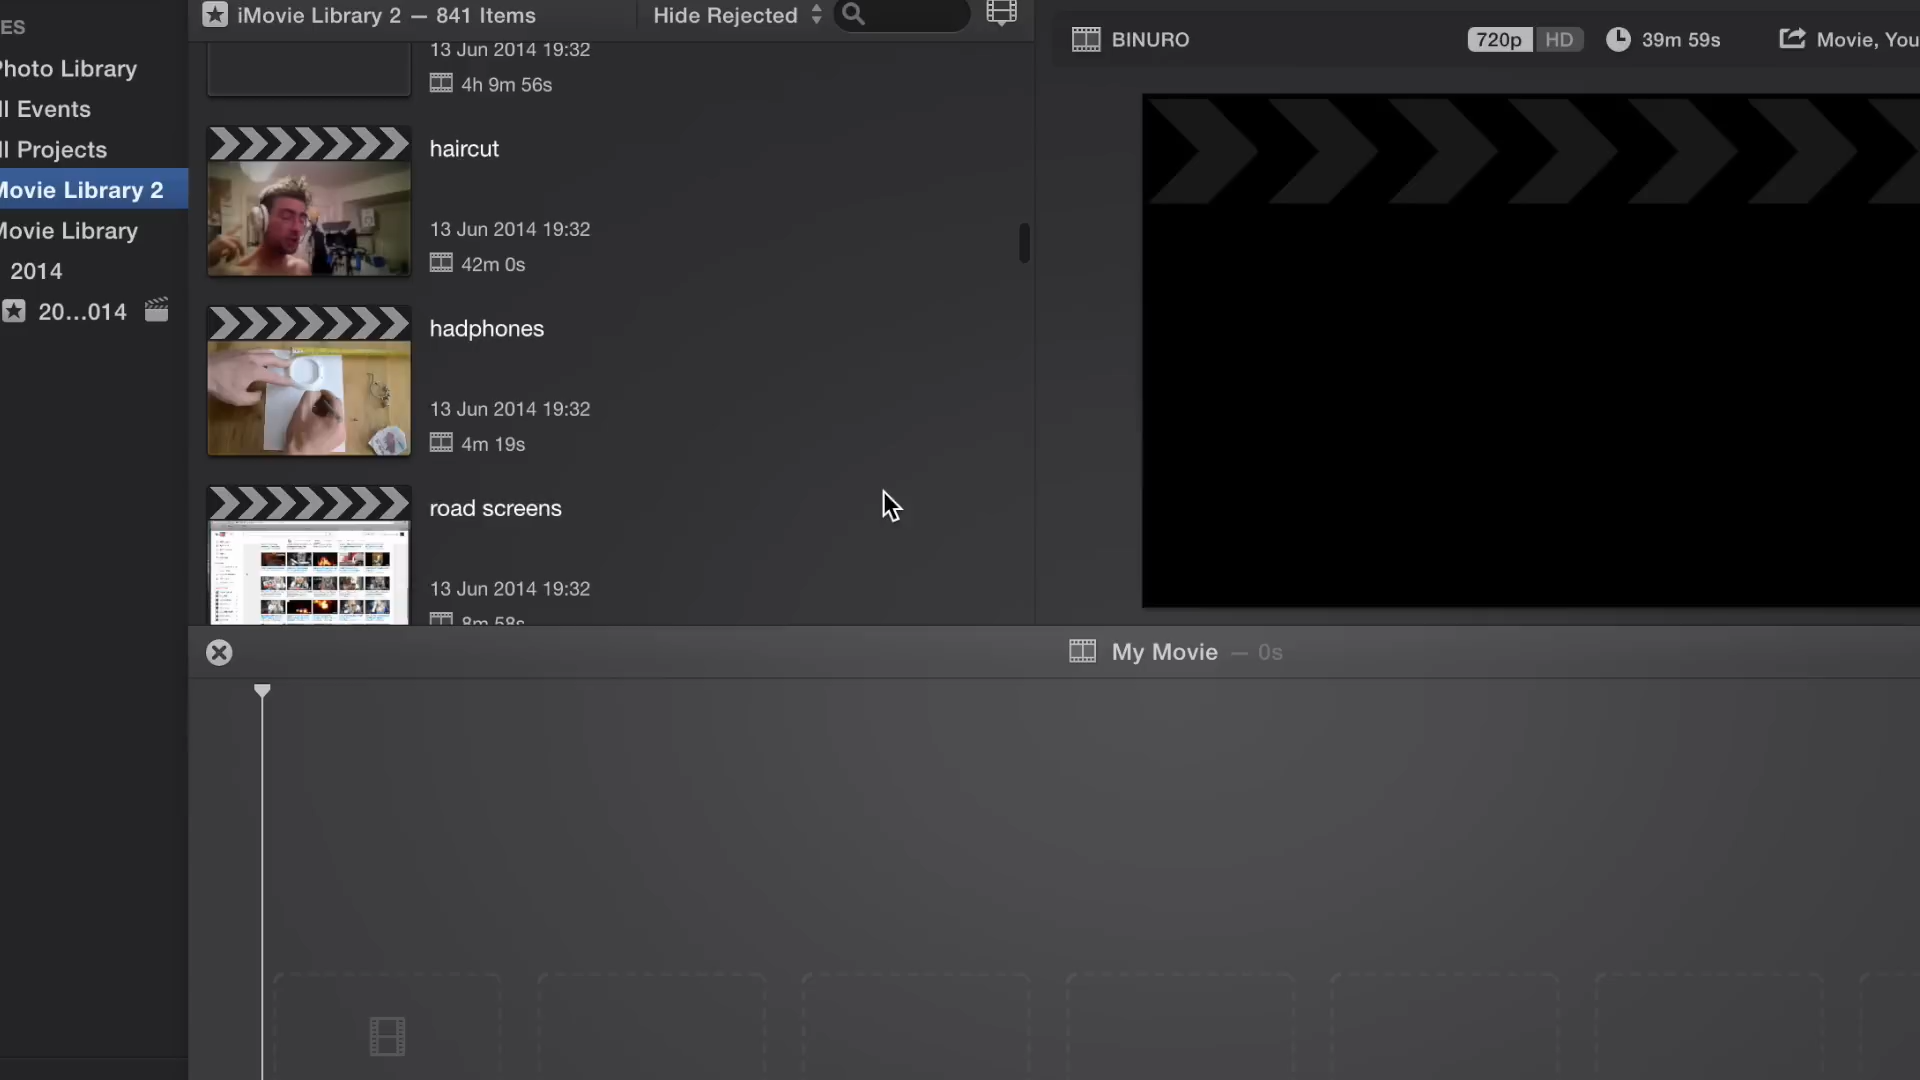 ES
Photo Library
ll Events
ll Projects
Movie Library 2
Movie Library
2014
20...014
iMovie Library 2 — 841 Items
Hide Rejected
13 Jun 2014 19:32
4h 9m 56s
haircut
13 Jun 2014 19:32
42m 0s
hadphones
13 Jun 2014 19:32
4m 19s
road screens
13 Jun 2014 19:32
8m 58s
BINURO
720p HD
39m 59s
Movie, You
My Movie — 0s